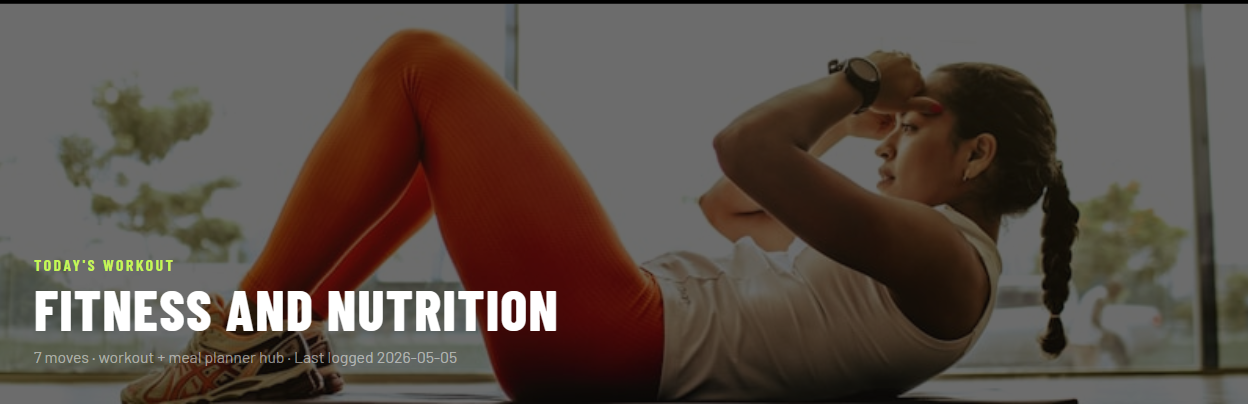 TODAY'S WORKOUT
FITNESS AND NUTRITION
7 moves · workout + meal planner hub · Last logged 2026-05-05